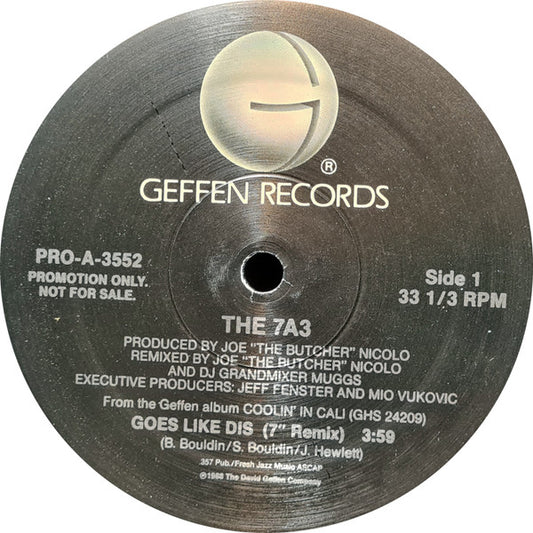 G
®
GEFFEN RECORDS
PRO-A-3552
PROMOTION ONLY.
NOT FOR SALE.
Side 1
33 1/3 RPM
THE 7A3
PRODUCED BY JOE "THE BUTCHER" NICOLO
REMIXED BY JOE "THE BUTCHER" NICOLO
AND DJ GRANDMIXER MUGGS
EXECUTIVE PRODUCERS: JEFF FENSTER AND MIO VUKOVIC
From the Geffen album COOLIN' IN CALI (GHS 24209)
GOES LIKE DIS (7" Remix) 3:59
(B. Bouldin/S. Bouldin/J. Hewlett)
.357 Pub./Fresh Jazz Music ASCAP
℗1988 The David Geffen Company